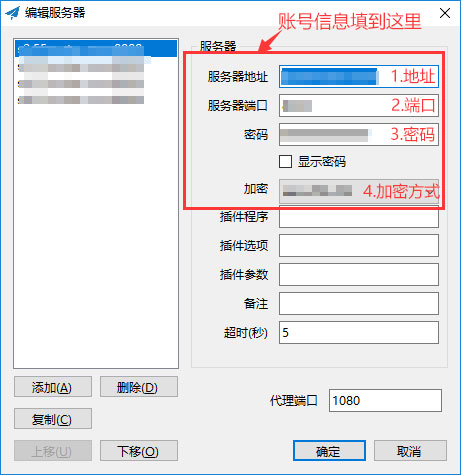 编辑服务器
账号信息填到这里
服务器
服务器地址 1.地址
服务器端口 2.端口
密码 3.密码
显示密码
加密 4.加密方式
插件程序
插件选项
插件参数
备注
超时(秒) 5
添加(A) 删除(D)
复制(C) 代理端口 1080
上移(U) 下移(O) 确定 取消